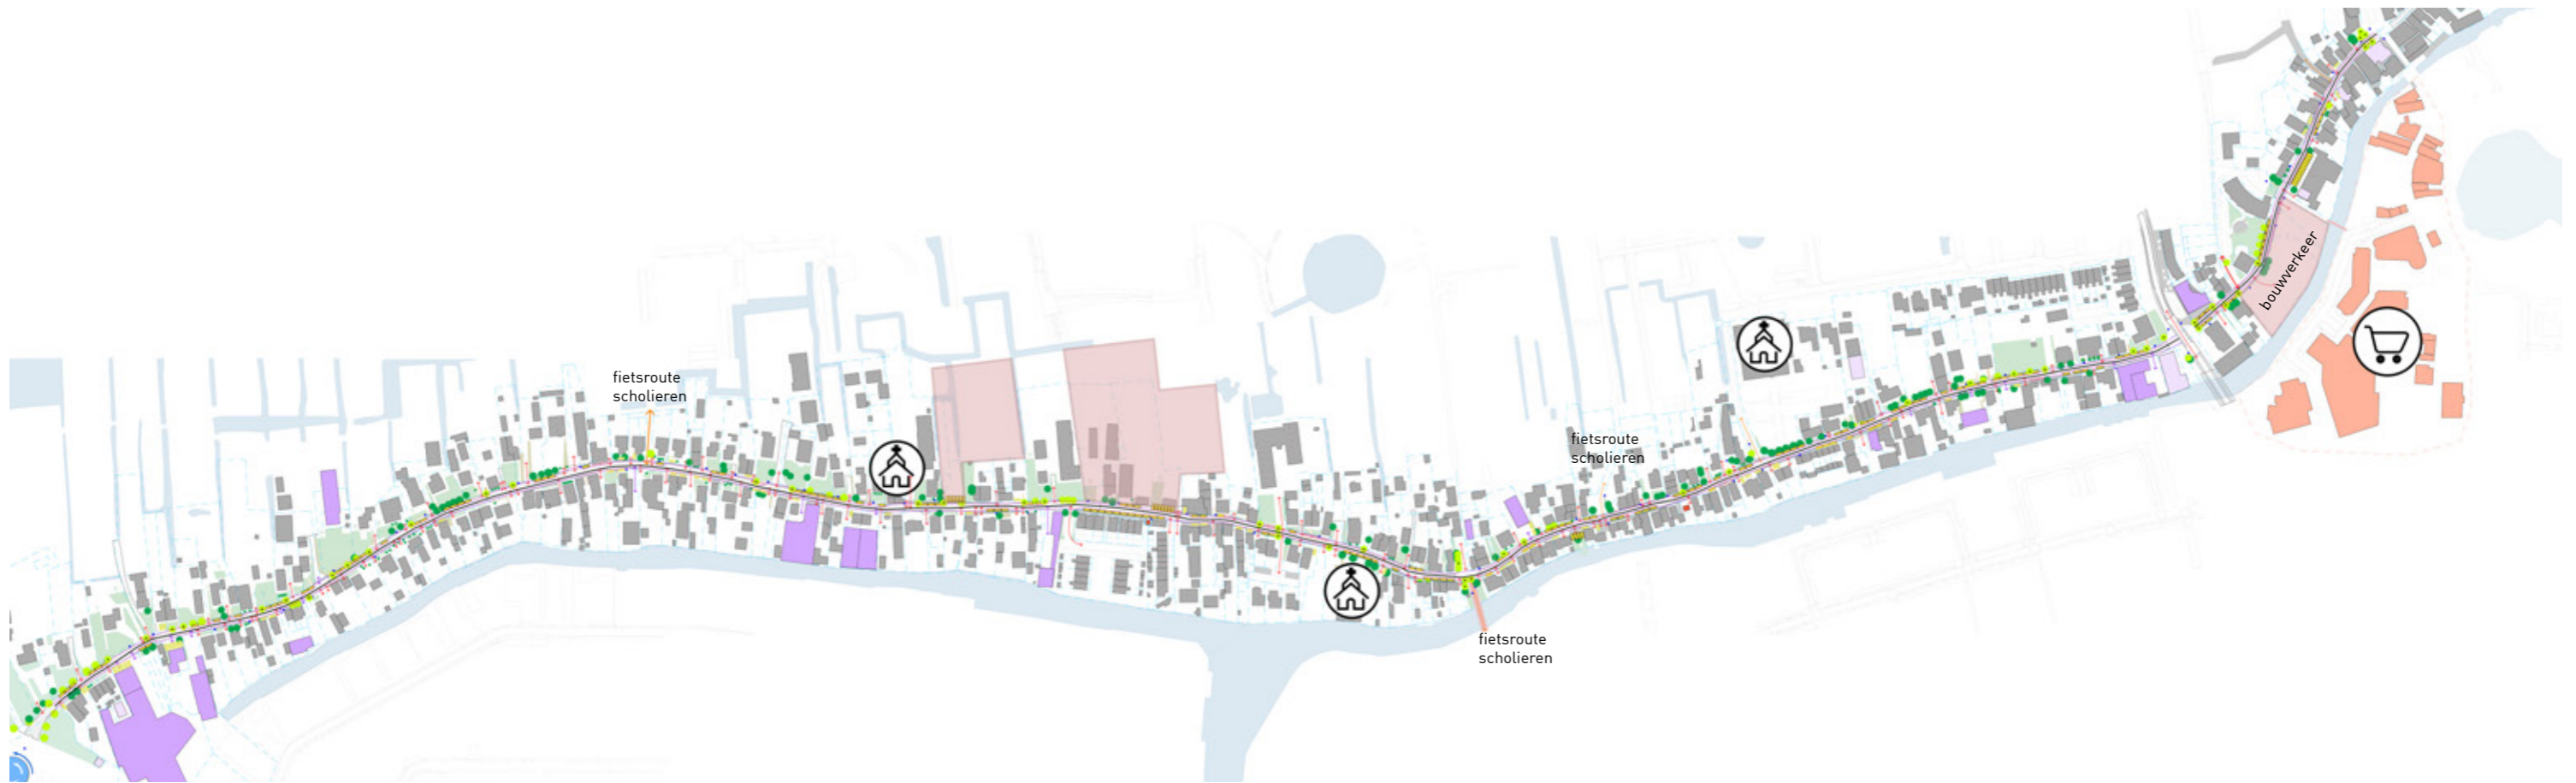 fietsroute
scholieren
fietsroute
scholieren
fietsroute
scholieren
bouwverkeer